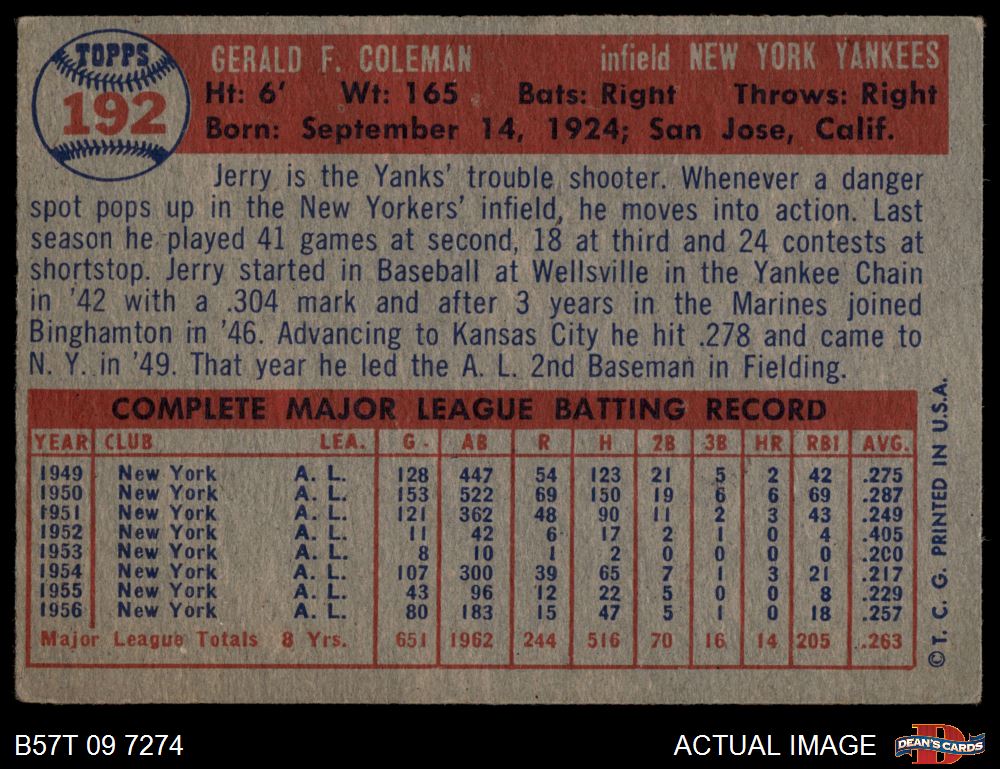 TOPPS
192
GERALD F. COLEMAN infield NEW YORK YANKEES
Ht: 6' Wt: 165 Bats: Right Throws: Right
Born: September 14, 1924; San Jose, Calif.
Jerry is the Yanks' trouble shooter. Whenever a danger
spot pops up in the New Yorkers' infield, he moves into action. Last
season he played 41 games at second, 18 at third and 24 contests at
shortstop. Jerry started in Baseball at Wellsville in the Yankee Chain
in '42 with a .304 mark and after 3 years in the Marines joined
Binghamton in '46. Advancing to Kansas City he hit .278 and came to
N. Y. in '49. That year he led the A. L. 2nd Baseman in Fielding.
COMPLETE MAJOR LEAGUE BATTING RECORD
YEAR CLUB LEA. G. AB R H 2B 3B HR RBI AVG.
1949 New York A. L. 128 447 54 123 21 5 2 42 .275
1950 New York A. L. 153 522 69 150 19 6 6 69 .287
1951 New York A. L. 121 362 48 90 11 2 3 43 .249
1952 New York A. L. 11 42 6 17 2 1 0 4 .405
1953 New York A. L. 8 10 1 2 0 0 0 0 .200
1954 New York A. L. 107 300 39 65 7 1 3 21 .217
1955 New York A. L. 43 96 12 22 5 0 0 8 .229
1956 New York A. L. 80 183 15 47 5 1 0 18 .257
Major League Totals 8 Yrs. 651 1962 244 516 70 16 14 205 .263
©T. C. G. PRINTED IN U.S.A.
B57T 09 7274 ACTUAL IMAGE
D
DEAN'S CARDS